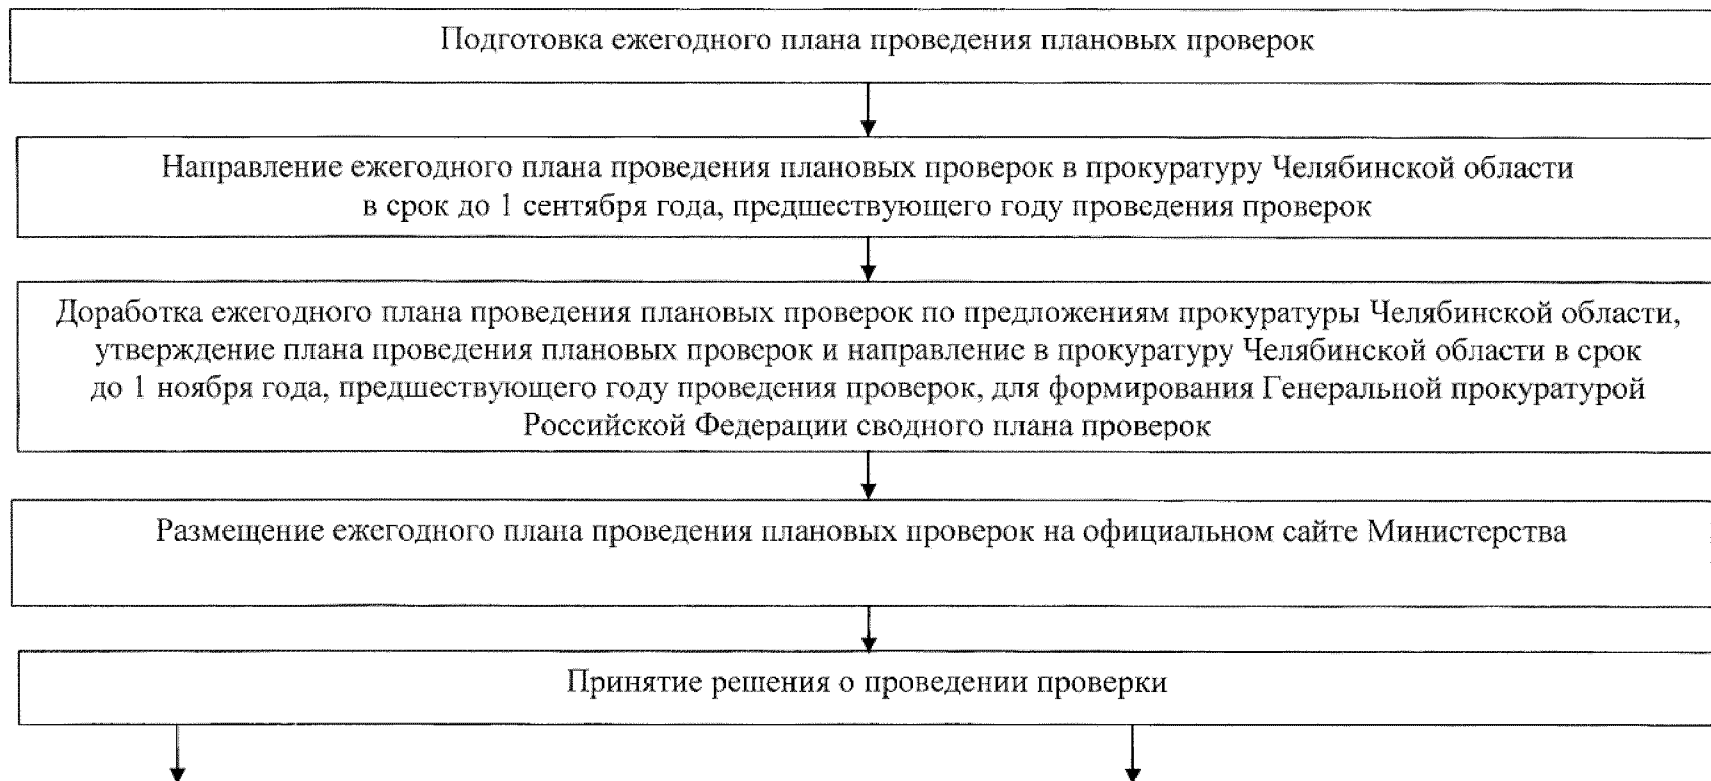 Подготовка ежегодного плана проведения плановых проверок
Направление ежегодного плана проведения плановых проверок в прокуратуру Челябинской области
в срок до 1 сентября года, предшествующего году проведения проверок
Доработка ежегодного плана проведения плановых проверок по предложениям прокуратуры Челябинской области,
утверждение плана проведения плановых проверок и направление в прокуратуру Челябинской области в срок
до 1 ноября года, предшествующего году проведения проверок, для формирования Генеральной прокуратурой
Российской Федерации сводного плана проверок
Размещение ежегодного плана проведения плановых проверок на официальном сайте Министерства
Принятие решения о проведении проверки